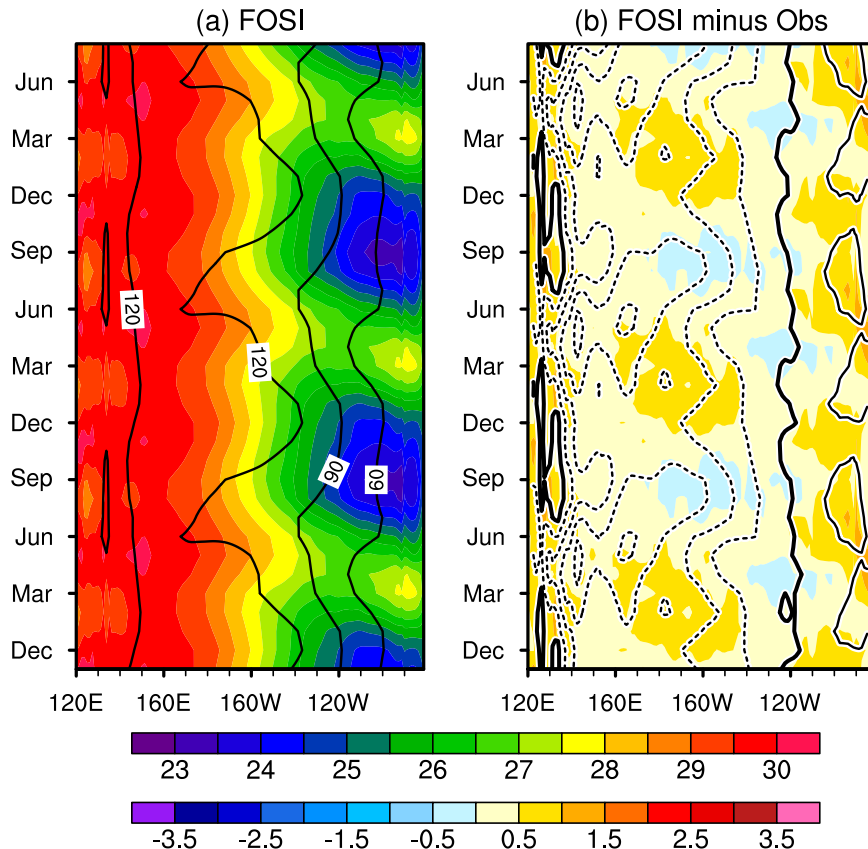 (a) FOSI
(b) FOSI minus Obs
Jun
Mar
Dec
Sep
Jun
Mar
Dec
Sep
Jun
Mar
Dec
120
120
90
60
120E
160E
160W
120W
Jun
Mar
Dec
Sep
Jun
Mar
Dec
Sep
Jun
Mar
Dec
120E
160E
160W
120W
23
24
25
26
27
28
29
30
-3.5
-2.5
-1.5
-0.5
0.5
1.5
2.5
3.5